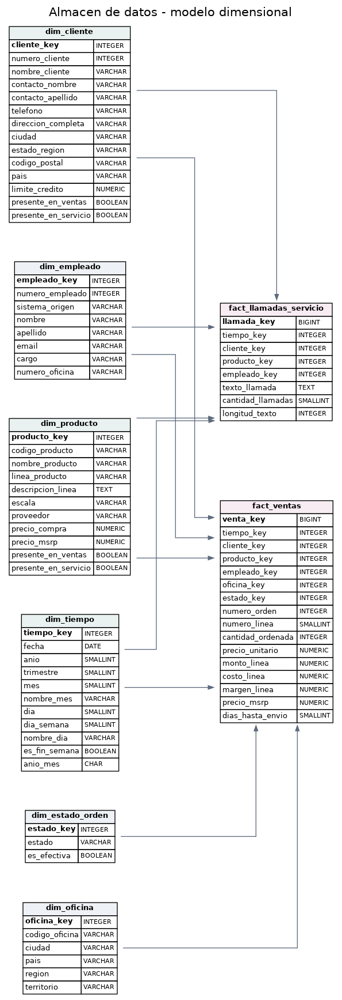 Almacen de datos - modelo dimensional
dim_cliente
cliente_key INTEGER
numero_cliente INTEGER
nombre_cliente VARCHAR
contacto_nombre VARCHAR
contacto_apellido VARCHAR
telefono VARCHAR
direccion_completa VARCHAR
ciudad VARCHAR
estado_region VARCHAR
codigo_postal VARCHAR
pais VARCHAR
limite_credito NUMERIC
presente_en_ventas BOOLEAN
presente_en_servicio BOOLEAN
dim_empleado
empleado_key INTEGER
numero_empleado INTEGER
sistema_origen VARCHAR
nombre VARCHAR
apellido VARCHAR
email VARCHAR
cargo VARCHAR
numero_oficina VARCHAR
fact_llamadas_servicio
llamada_key BIGINT
tiempo_key INTEGER
cliente_key INTEGER
producto_key INTEGER
empleado_key INTEGER
texto_llamada TEXT
cantidad_llamadas SMALLINT
longitud_texto INTEGER
dim_producto
producto_key INTEGER
codigo_producto VARCHAR
nombre_producto VARCHAR
linea_producto VARCHAR
descripcion_linea TEXT
escala VARCHAR
proveedor VARCHAR
precio_compra NUMERIC
precio_msrp NUMERIC
presente_en_ventas BOOLEAN
presente_en_servicio BOOLEAN
fact_ventas
venta_key BIGINT
tiempo_key INTEGER
cliente_key INTEGER
producto_key INTEGER
empleado_key INTEGER
oficina_key INTEGER
estado_key INTEGER
numero_orden INTEGER
numero_linea SMALLINT
cantidad_ordenada INTEGER
precio_unitario NUMERIC
monto_linea NUMERIC
costo_linea NUMERIC
margen_linea NUMERIC
precio_msrp NUMERIC
dias_hasta_envio SMALLINT
dim_tiempo
tiempo_key INTEGER
fecha DATE
anio SMALLINT
trimestre SMALLINT
mes SMALLINT
nombre_mes VARCHAR
dia SMALLINT
dia_semana SMALLINT
nombre_dia VARCHAR
es_fin_semana BOOLEAN
anio_mes CHAR
dim_estado_orden
estado_key INTEGER
estado VARCHAR
es_efectiva BOOLEAN
dim_oficina
oficina_key INTEGER
codigo_oficina VARCHAR
ciudad VARCHAR
pais VARCHAR
region VARCHAR
territorio VARCHAR